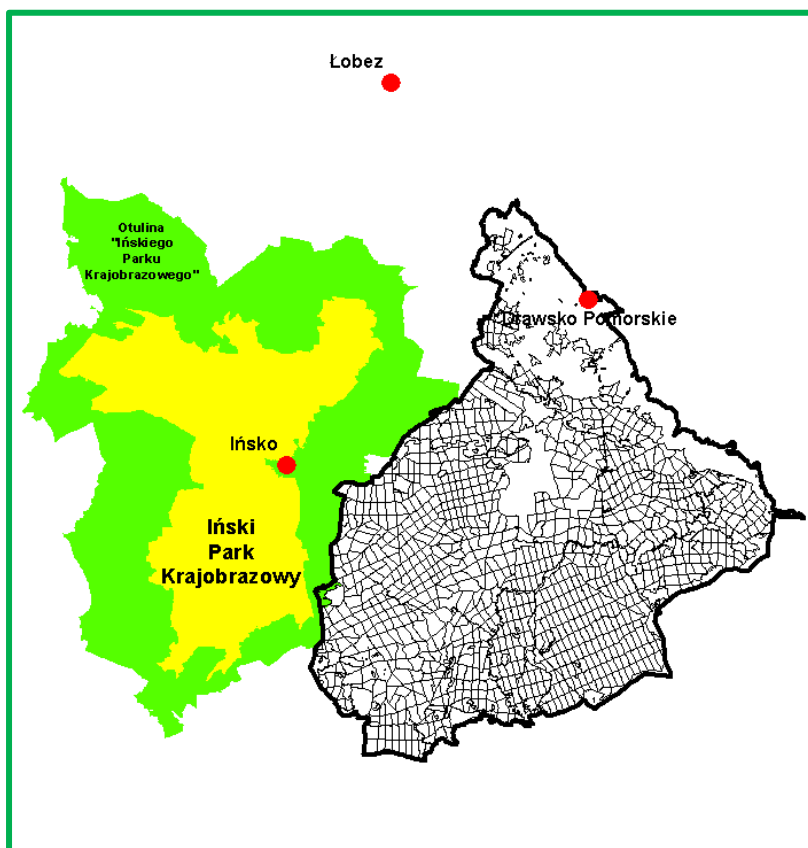 Łobez
Otulina
"Ińskiego
Parku
Krajobrazowego"
Drawsko Pomorskie
Ińsko
Iński
Park
Krajobrazowy